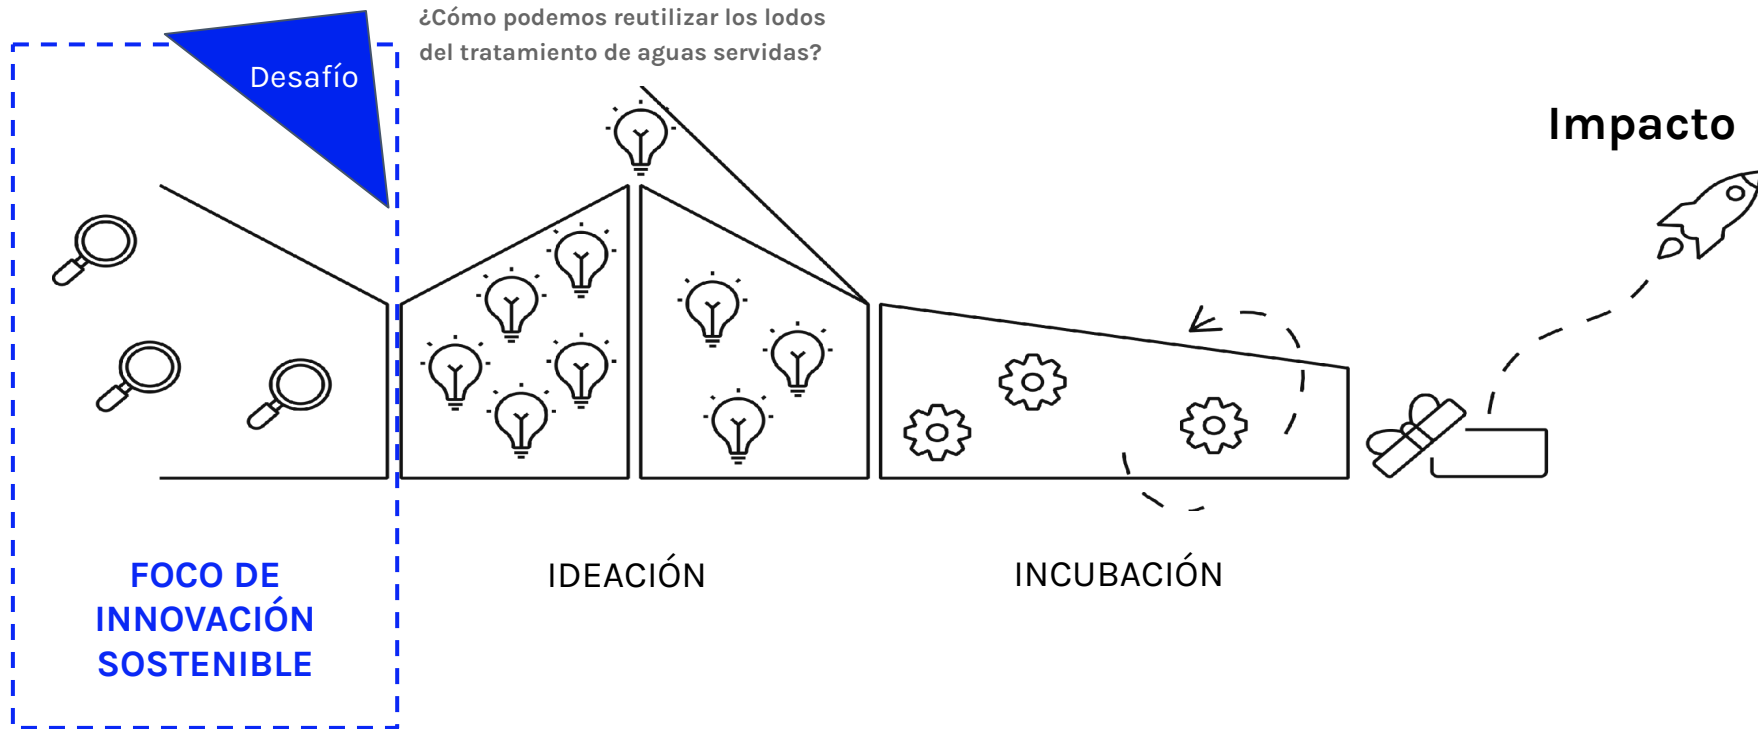 ¿Cómo podemos reutilizar los lodos
del tratamiento de aguas servidas?
Desafío
Impacto
FOCO DE
INNOVACIÓN
SOSTENIBLE
IDEACIÓN
INCUBACIÓN